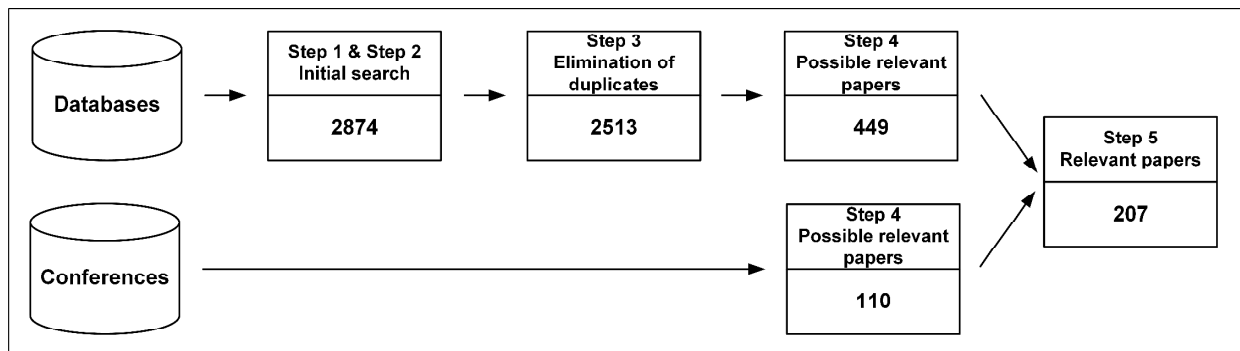 Databases
Step 1 & Step 2
Initial search
2874
Step 3
Elimination of
duplicates
2513
Step 4
Possible relevant
papers
449
Step 5
Relevant papers
207
Conferences
Step 4
Possible relevant
papers
110